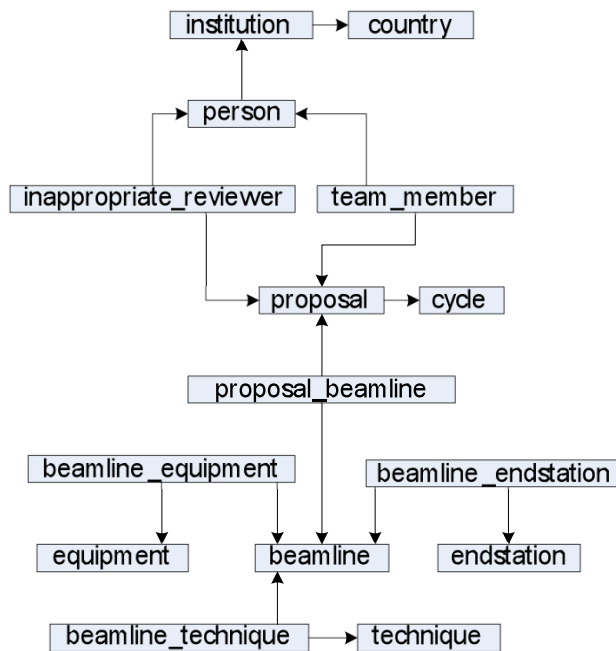 institution
country
person
inappropriate_reviewer
team_member
proposal
cycle
proposal_beamline
beamline_equipment
beamline_endstation
equipment
beamline
endstation
beamline_technique
technique